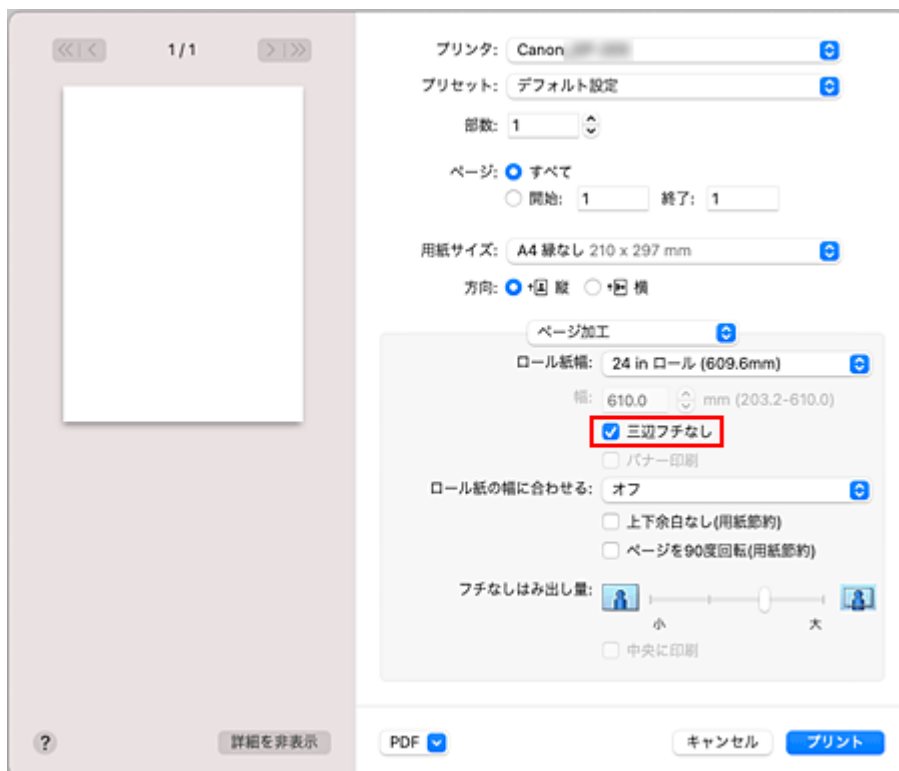 1 / 1
プリンタ: Canon
プリセット: デフォルト設定
部数: 1
ページ: すべて
開始: 1 終了: 1
用紙サイズ: A4 縁なし 210 x 297 mm
方向: 縦 横
ページ加工
ロール紙幅: 24 in ロール (609.6mm)
幅: 610.0 mm (203.2-610.0)
三辺フチなし
バナー印刷
ロール紙の幅に合わせる: オフ
上下余白なし(用紙節約)
ページを90度回転(用紙節約)
フチなしはみ出し量:
小 大
中央に印刷
? 詳細を非表示 PDF キャンセル プリント